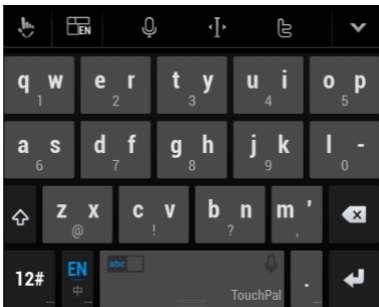 EN
q w e r t y u i o p
1 2 3 4 5
a s d f g h j k l -
6 7 8 9 0
z x c v b n m '
@ ! ? ,
12# EN abc .
中 TouchPal